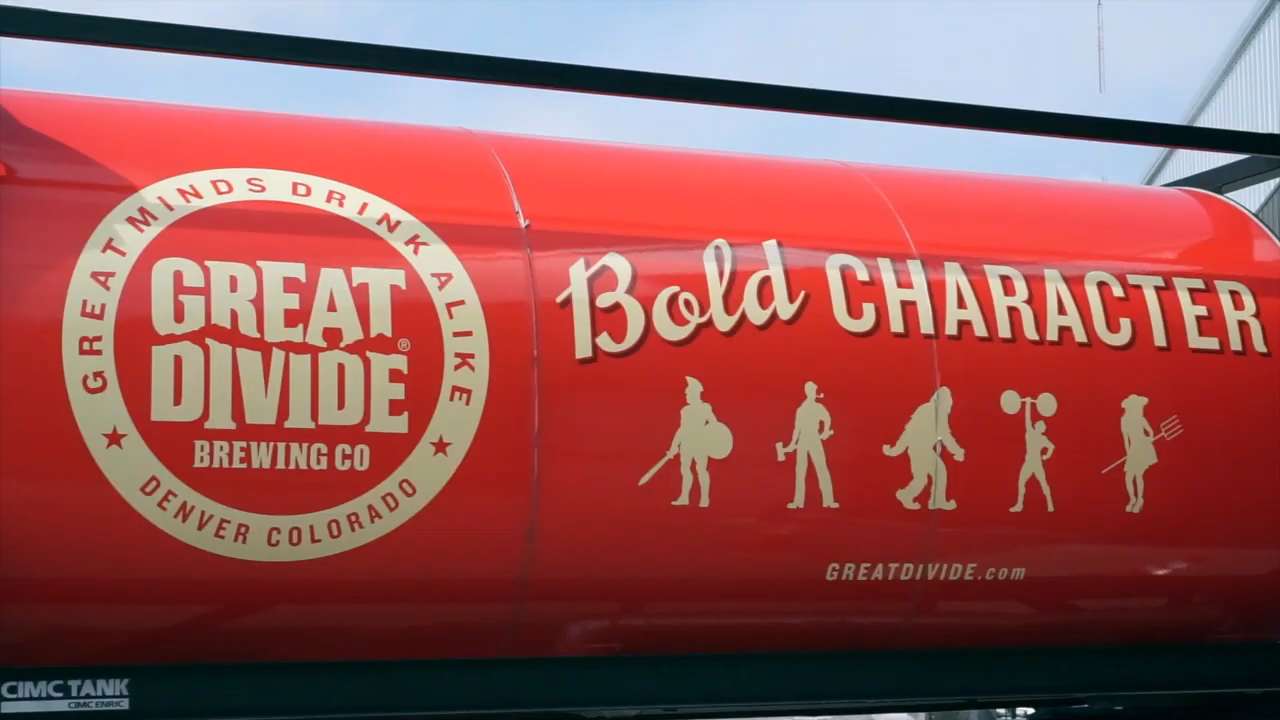 GREAT MINDS DRINK ALIKE
GREAT
DIVIDE®
BREWING CO
DENVER COLORADO
Bold CHARACTER
GREATDIVIDE.com
CIMC TANK
CIMC ENRIC